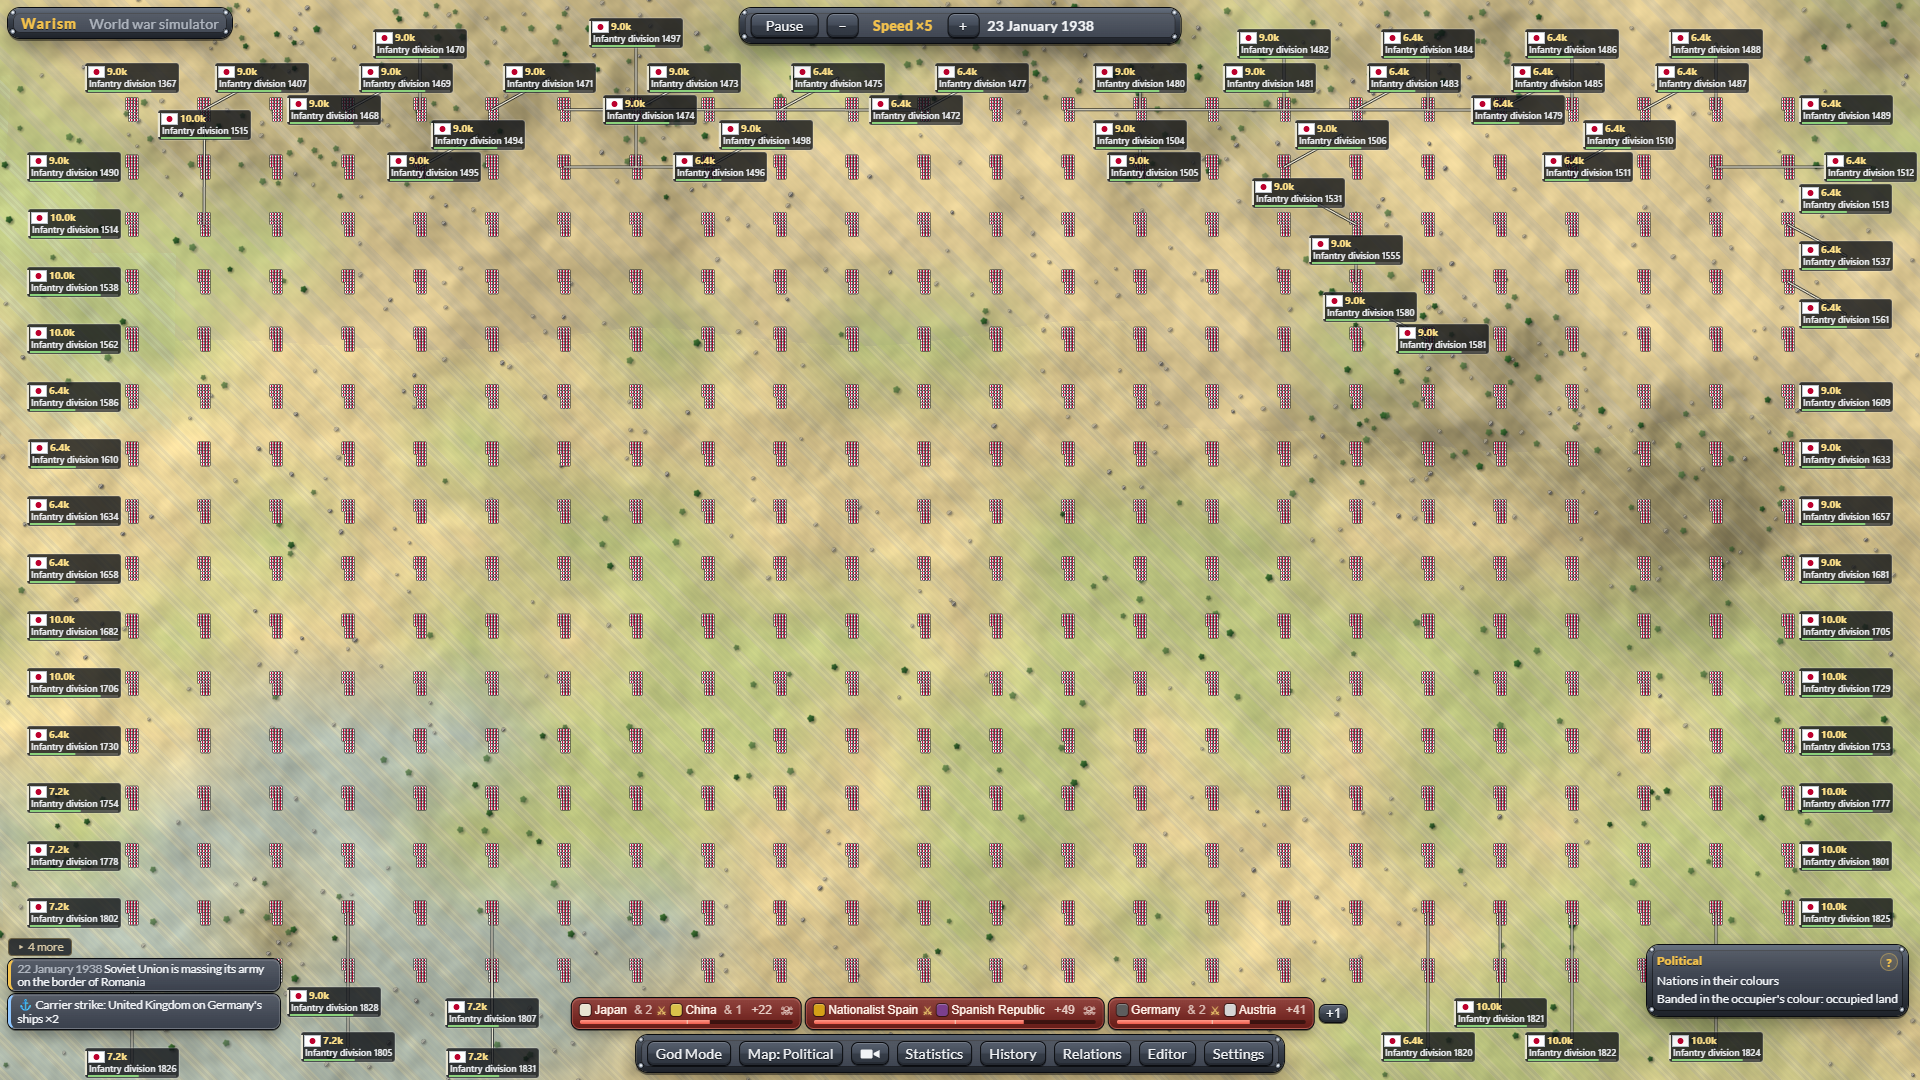 Warism World war simulator
Pause − Speed ×5 + 23 January 1938
9.0k
Infantry division 1497
9.0k
Infantry division 1470
9.0k
Infantry division 1482
6.4k
Infantry division 1484
6.4k
Infantry division 1486
6.4k
Infantry division 1488
9.0k
Infantry division 1367
9.0k
Infantry division 1407
9.0k
Infantry division 1469
9.0k
Infantry division 1471
9.0k
Infantry division 1473
6.4k
Infantry division 1475
6.4k
Infantry division 1477
9.0k
Infantry division 1480
9.0k
Infantry division 1481
6.4k
Infantry division 1483
6.4k
Infantry division 1485
6.4k
Infantry division 1487
9.0k
Infantry division 1468
9.0k
Infantry division 1474
6.4k
Infantry division 1472
6.4k
Infantry division 1479
6.4k
Infantry division 1489
10.0k
Infantry division 1515
9.0k
Infantry division 1494
9.0k
Infantry division 1498
9.0k
Infantry division 1504
9.0k
Infantry division 1506
6.4k
Infantry division 1510
9.0k
Infantry division 1490
9.0k
Infantry division 1495
6.4k
Infantry division 1496
9.0k
Infantry division 1505
6.4k
Infantry division 1511
6.4k
Infantry division 1512
9.0k
Infantry division 1531
6.4k
Infantry division 1513
10.0k
Infantry division 1514
9.0k
Infantry division 1555
6.4k
Infantry division 1537
10.0k
Infantry division 1538
9.0k
Infantry division 1580
6.4k
Infantry division 1561
10.0k
Infantry division 1562
9.0k
Infantry division 1581
6.4k
Infantry division 1586
9.0k
Infantry division 1609
6.4k
Infantry division 1610
9.0k
Infantry division 1633
6.4k
Infantry division 1634
9.0k
Infantry division 1657
6.4k
Infantry division 1658
9.0k
Infantry division 1681
10.0k
Infantry division 1682
10.0k
Infantry division 1705
10.0k
Infantry division 1706
10.0k
Infantry division 1729
6.4k
Infantry division 1730
10.0k
Infantry division 1753
7.2k
Infantry division 1754
10.0k
Infantry division 1777
7.2k
Infantry division 1778
10.0k
Infantry division 1801
7.2k
Infantry division 1802
10.0k
Infantry division 1825
4 more
22 January 1938 Soviet Union is massing its army
on the border of Romania
Carrier strike: United Kingdom on Germany's
ships ×2
9.0k
Infantry division 1828
7.2k
Infantry division 1807
7.2k
Infantry division 1805
7.2k
Infantry division 1826
7.2k
Infantry division 1831
Japan & 2 China & 1 +22
Nationalist Spain Spanish Republic +49
Germany & 2 Austria +41
+1
10.0k
Infantry division 1821
6.4k
Infantry division 1820
10.0k
Infantry division 1822
10.0k
Infantry division 1824
Political ?
Nations in their colours
Banded in the occupier's colour: occupied land
God Mode Map: Political Statistics History Relations Editor Settings